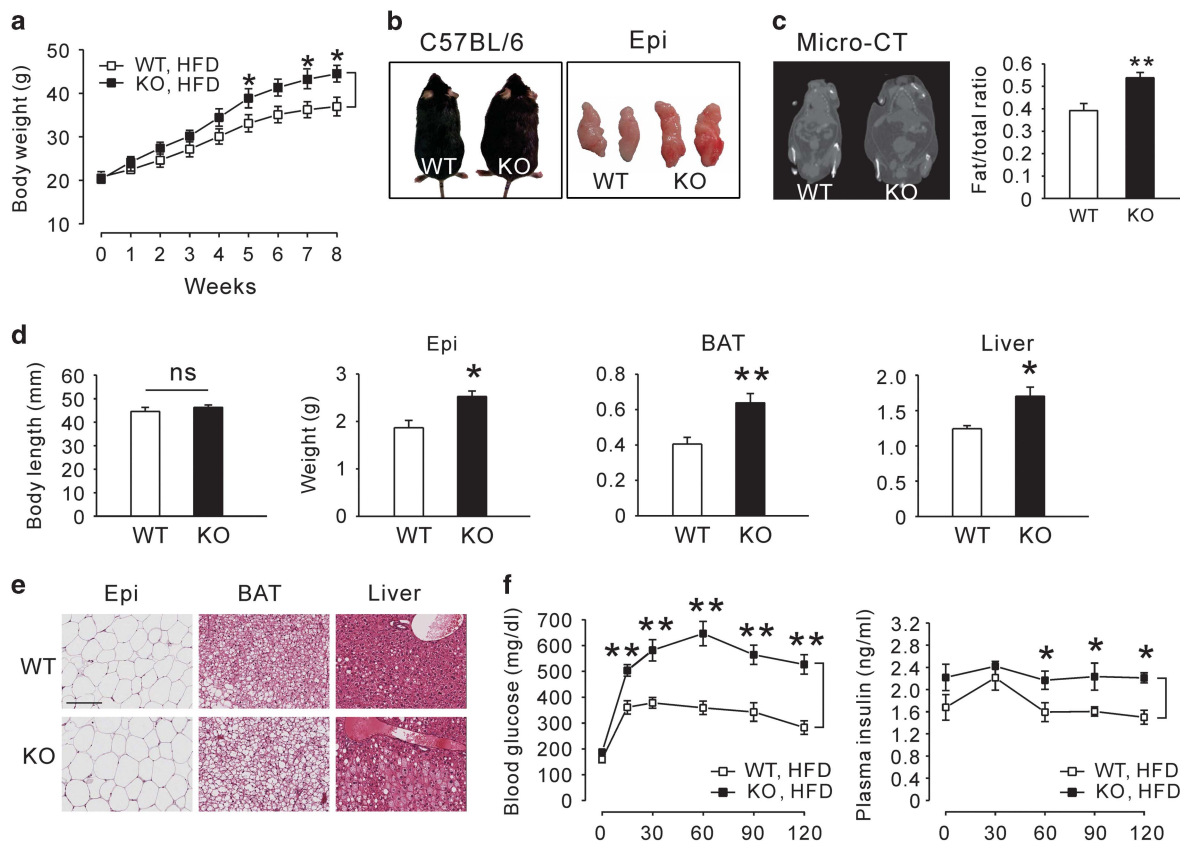 a
Body weight (g)
50
40
30
20
10
WT, HFD
KO, HFD
* * *
0 1 2 3 4 5 6 7 8
Weeks
b
C57BL/6
Epi
WT KO
WT KO
c
Micro-CT
WT KO
Fat/total ratio
0.6
0.5
0.4
0.3
0.2
0.1
0
**
WT KO
d
Body length (mm)
60
50
40
30
20
10
0
ns
WT KO
Epi
Weight (g)
3
2
1
0
*
WT KO
BAT
0.8
0.6
0.4
0.2
0
**
WT KO
Liver
2.0
1.5
1.0
0.5
0.0
*
WT KO
e
Epi BAT Liver
WT
KO
f
Blood glucose (mg/dl)
700
600
500
400
300
200
100
0
** ** ** ** **
WT, HFD
KO, HFD
0 30 60 90 120
Plasma insulin (ng/ml)
3.2
2.8
2.4
2.0
1.6
1.2
0.8
0.4
0
* * *
WT, HFD
KO, HFD
0 30 60 90 120